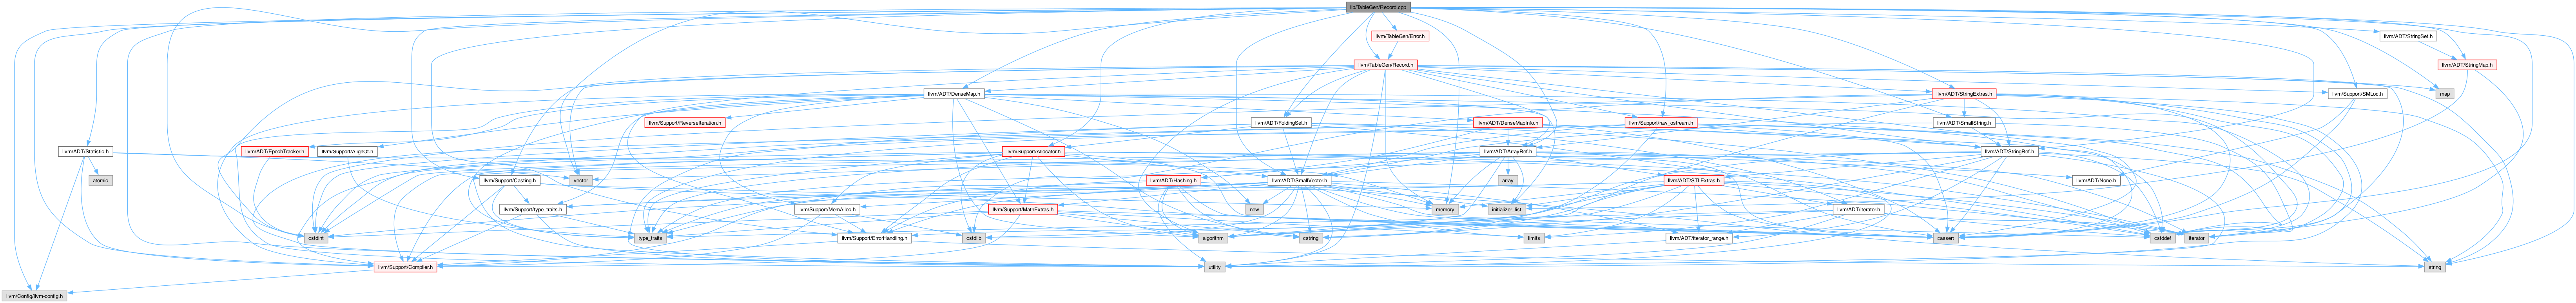 lib/TableGen/Record.cpp
llvm/TableGen/Error.h
llvm/ADT/StringSet.h
llvm/TableGen/Record.h
llvm/ADT/StringMap.h
llvm/ADT/DenseMap.h
llvm/ADT/StringExtras.h
llvm/Support/SMLoc.h
map
llvm/Support/ReverseIteration.h
llvm/ADT/FoldingSet.h
llvm/ADT/DenseMapInfo.h
llvm/Support/raw_ostream.h
llvm/ADT/SmallString.h
llvm/ADT/Statistic.h
llvm/ADT/EpochTracker.h
llvm/Support/AlignOf.h
llvm/Support/Allocator.h
llvm/ADT/ArrayRef.h
llvm/ADT/StringRef.h
atomic
llvm/Support/Casting.h
vector
llvm/ADT/Hashing.h
llvm/ADT/SmallVector.h
array
llvm/ADT/STLExtras.h
llvm/ADT/None.h
llvm/Support/type_traits.h
llvm/Support/MemAlloc.h
llvm/Support/MathExtras.h
new
memory
initializer_list
llvm/ADT/iterator.h
cstdint
type_traits
llvm/Support/ErrorHandling.h
cstdlib
algorithm
cstring
limits
llvm/ADT/iterator_range.h
cassert
cstddef
iterator
llvm/Support/Compiler.h
utility
string
llvm/Config/llvm-config.h